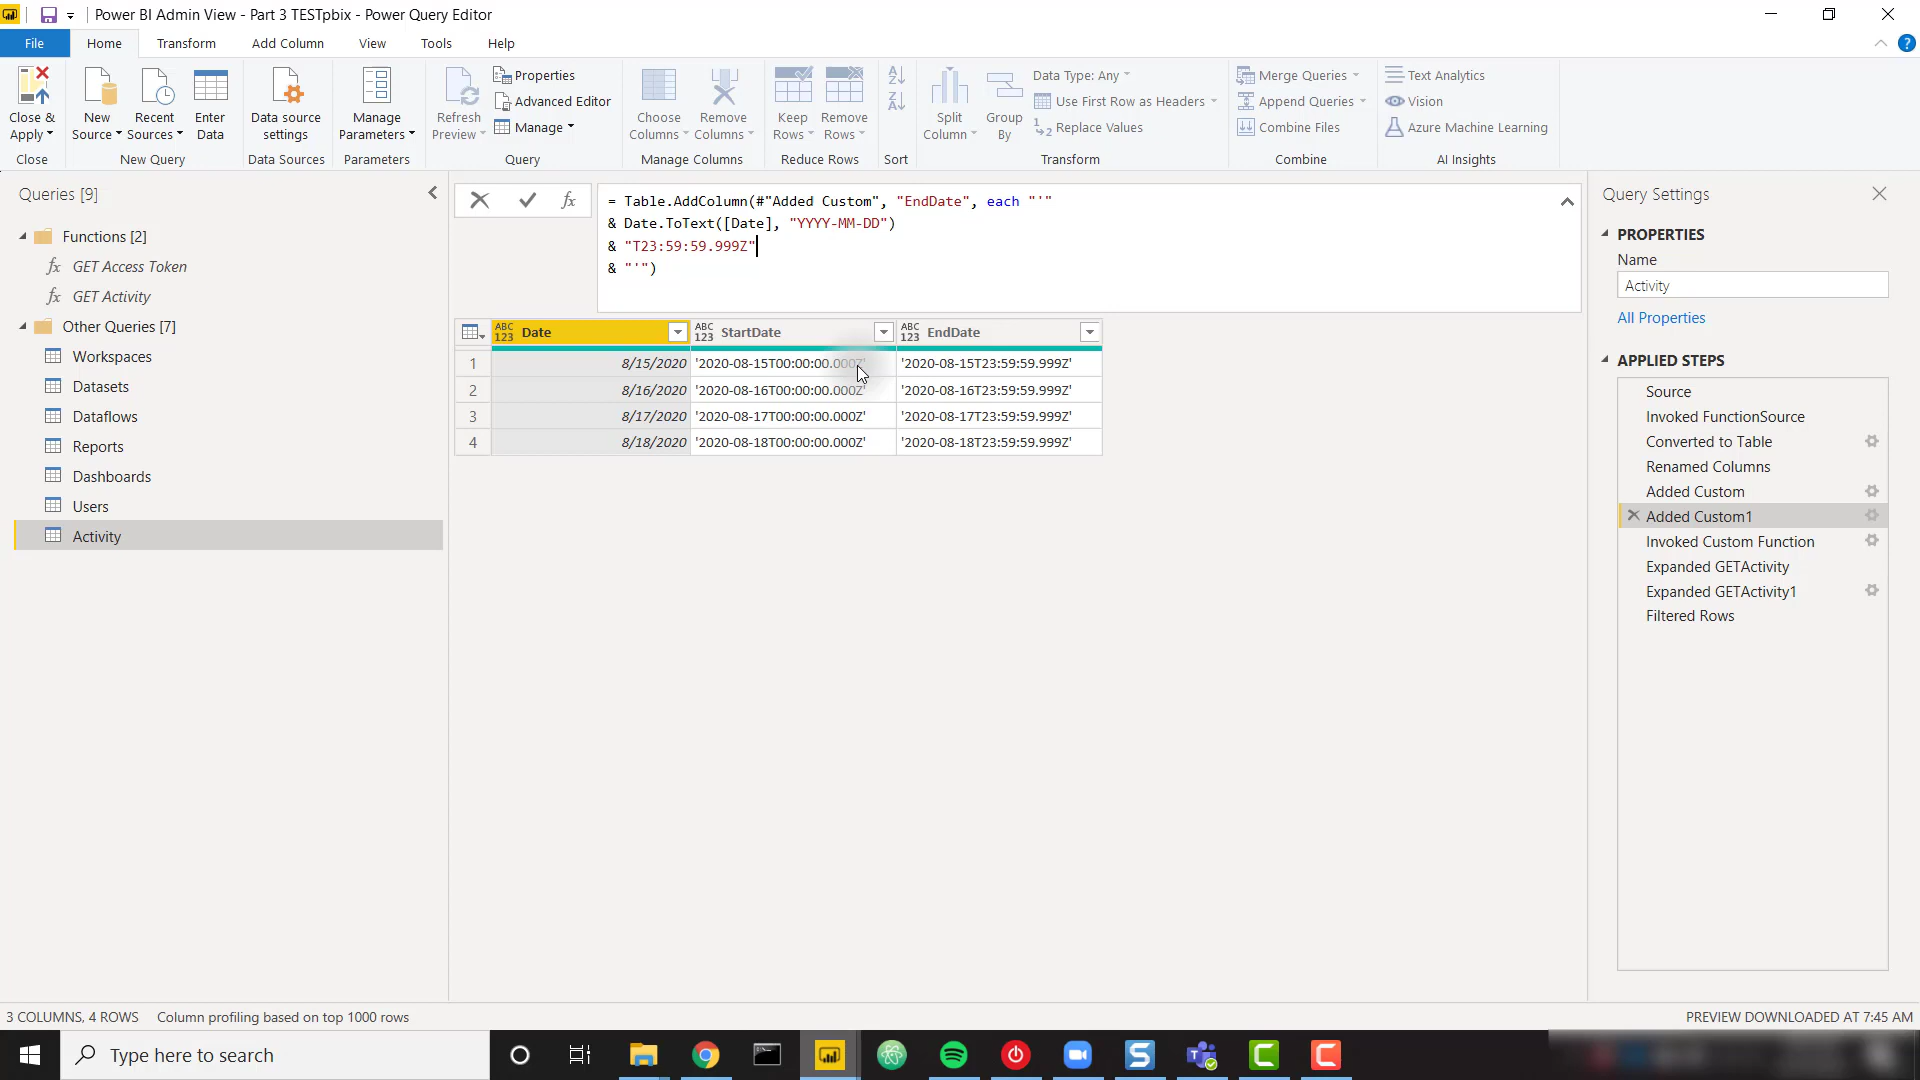 Power BI Admin View - Part 3 TESTpbix - Power Query Editor
File Home Transform Add Column View Tools Help ?
Close & Apply
Close
New Source
Recent Sources
Enter Data
New Query
Data source settings
Data Sources
Manage Parameters
Parameters
Refresh Preview
Properties
Advanced Editor
Manage
Query
Choose Columns
Remove Columns
Manage Columns
Keep Rows
Remove Rows
Reduce Rows
A Z
Z A
Sort
Split Column
Group By
Data Type: Any
Use First Row as Headers
1 2 Replace Values
Transform
Merge Queries
Append Queries
Combine Files
Combine
Text Analytics
Vision
Azure Machine Learning
AI Insights
Queries [9]
Functions [2]
fx GET Access Token
fx GET Activity
Other Queries [7]
Workspaces
Datasets
Dataflows
Reports
Dashboards
Users
Activity
fx
= Table.AddColumn(#"Added Custom", "EndDate", each "'"
& Date.ToText([Date], "YYYY-MM-DD")
& "T23:59:59.999Z"
& "'")
ABC 123 Date ABC 123 StartDate ABC 123 EndDate
1 8/15/2020 '2020-08-15T00:00:00.000Z' '2020-08-15T23:59:59.999Z'
2 8/16/2020 '2020-08-16T00:00:00.000Z' '2020-08-16T23:59:59.999Z'
3 8/17/2020 '2020-08-17T00:00:00.000Z' '2020-08-17T23:59:59.999Z'
4 8/18/2020 '2020-08-18T00:00:00.000Z' '2020-08-18T23:59:59.999Z'
Query Settings
PROPERTIES
Name
Activity
All Properties
APPLIED STEPS
Source
Invoked FunctionSource
Converted to Table
Renamed Columns
Added Custom
Added Custom1
Invoked Custom Function
Expanded GETActivity
Expanded GETActivity1
Filtered Rows
3 COLUMNS, 4 ROWS Column profiling based on top 1000 rows PREVIEW DOWNLOADED AT 7:45 AM
Type here to search